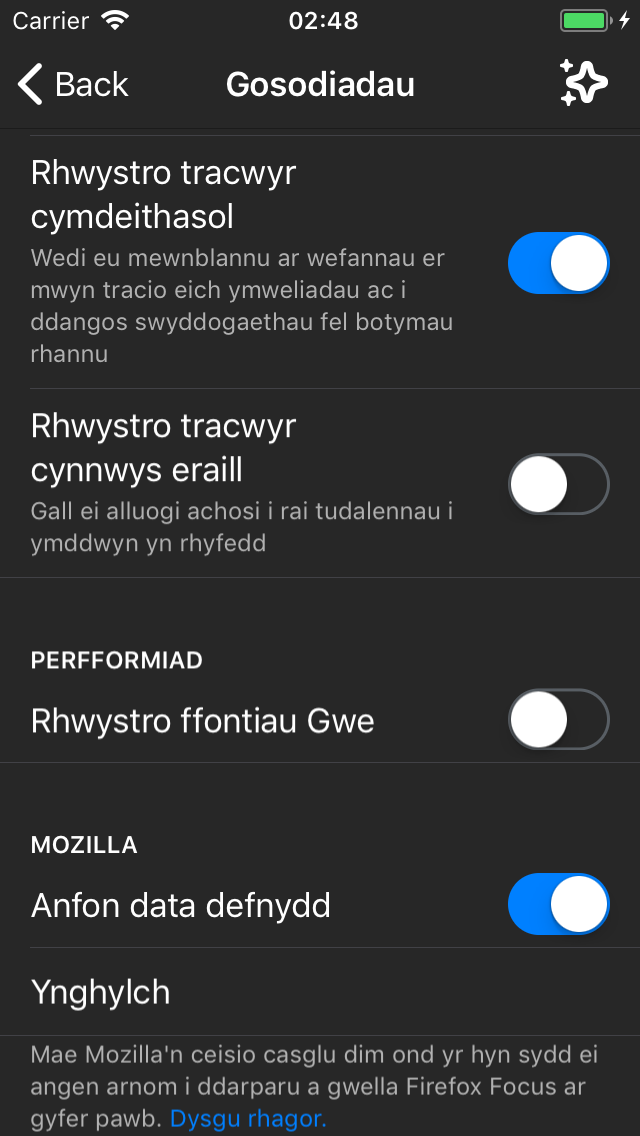 Carrier 02:48
Back Gosodiadau
Rhwystro tracwyr
cymdeithasol
Wedi eu mewnblannu ar wefannau er
mwyn tracio eich ymweliadau ac i
ddangos swyddogaethau fel botymau
rhannu
Rhwystro tracwyr
cynnwys eraill
Gall ei alluogi achosi i rai tudalennau i
ymddwyn yn rhyfedd
PERFFORMIAD
Rhwystro ffontiau Gwe
MOZILLA
Anfon data defnydd
Ynghylch
Mae Mozilla'n ceisio casglu dim ond yr hyn sydd ei
angen arnom i ddarparu a gwella Firefox Focus ar
gyfer pawb. Dysgu rhagor.